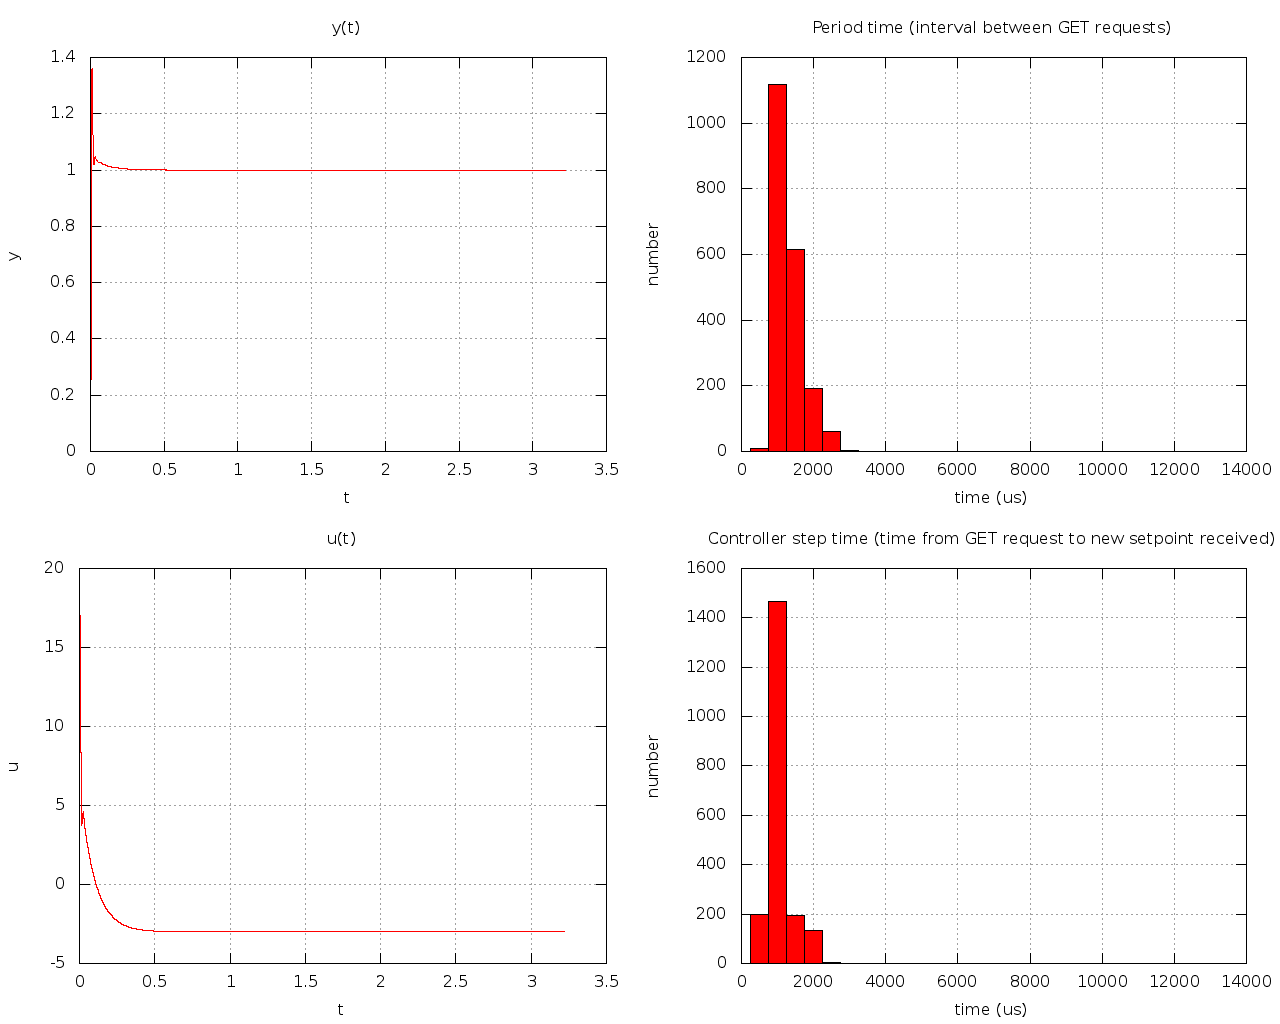 y(t)
1.4
1.2
1
0.8
0.6
0.4
0.2
0
y
0 0.5 1 1.5 2 2.5 3 3.5
t
Period time (interval between GET requests)
1200
1000
800
600
400
200
0
number
0 2000 4000 6000 8000 10000 12000 14000
time (us)
u(t)
20
15
10
5
0
-5
u
0 0.5 1 1.5 2 2.5 3 3.5
t
Controller step time (time from GET request to new setpoint received)
1600
1400
1200
1000
800
600
400
200
0
number
0 2000 4000 6000 8000 10000 12000 14000
time (us)